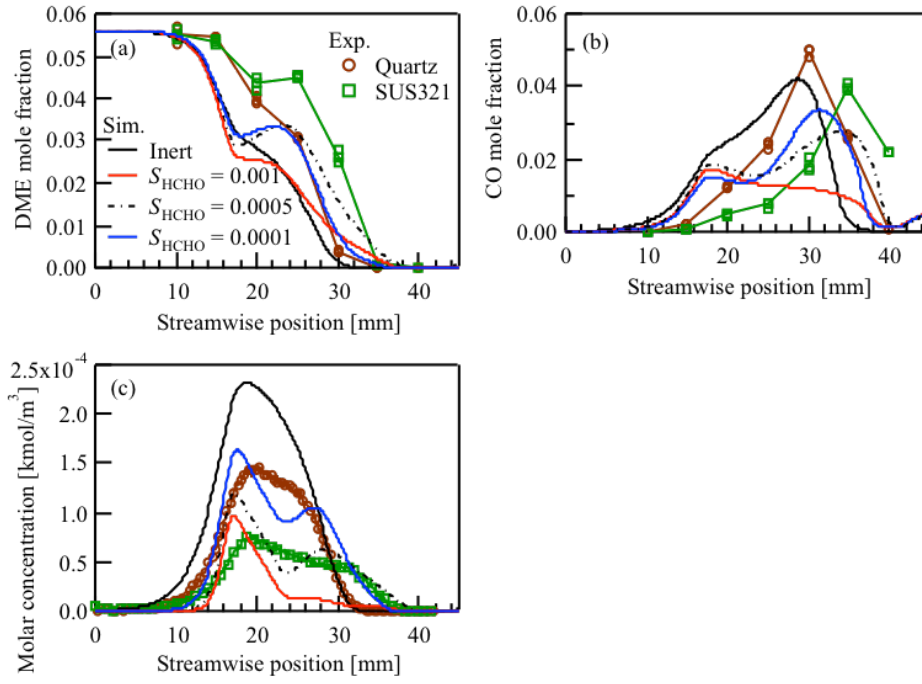 (a)
Exp.
Quartz
SUS321
Sim.
Inert
S_HCHO = 0.001
S_HCHO = 0.0005
S_HCHO = 0.0001
DME mole fraction
0.06
0.05
0.04
0.03
0.02
0.01
0.00
0 10 20 30 40
Streamwise position [mm]
(b)
CO mole fraction
0.06
0.04
0.02
0.00
0 10 20 30 40
Streamwise position [mm]
(c)
Molar concentration [kmol/m³]
2.5x10⁻⁴
2.0
1.5
1.0
0.5
0.0
0 10 20 30 40
Streamwise position [mm]